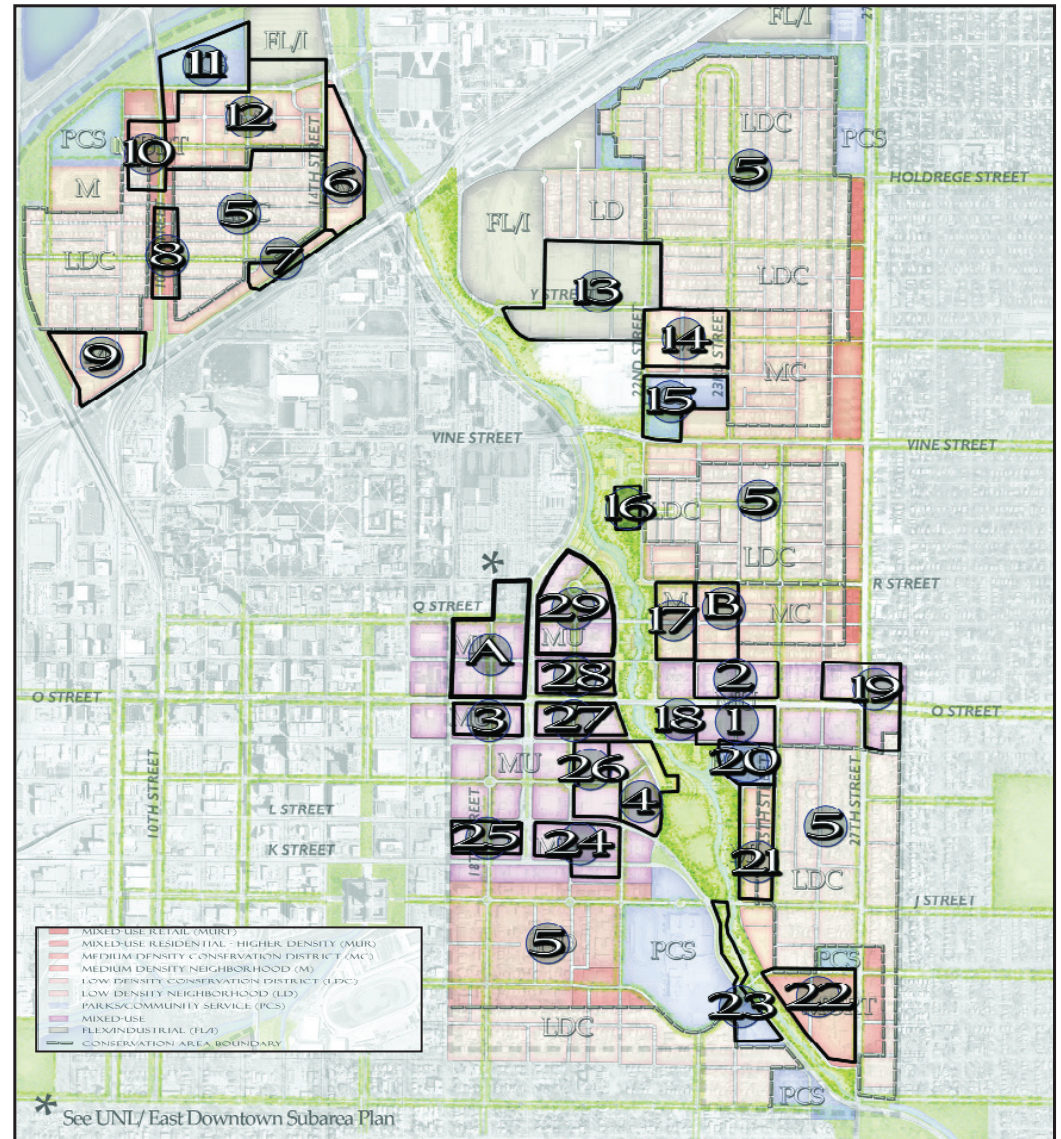 FL/I
FL/I
27
11
12
PCS
10
LDC
PCS
14TH STREET
6
5
HOLDREGE STREET
M
5
LD
FL/I
8
LDC
7
LDC
13
Y STREET
22ND STREET
23RD STREE
14
9
MC
15
VINE STREET
VINE STREET
5
16
LDC
LDC
*
R STREET
Q STREET
29
17
M
B
MC
MU
A
28
2
19
O STREET
O STREET
3
27
18
1
MU
26
20
10TH STREET
4
L STREET
25TH STREET
5
27TH STREET
25
24
K STREET
18TH STREET
21
LDC
J STREET
5
PCS
PCS
MIXED-USE RETAIL (MURT)
MIXED-USE RESIDENTIAL - HIGHER DENSITY (MUR)
MEDIUM DENSITY CONSERVATION DISTRICT (MC)
MEDIUM DENSITY NEIGHBORHOOD (M)
LOW DENSITY CONSERVATION DISTRICT (LDC)
LOW DENSITY NEIGHBORHOOD (LD)
PARKS/COMMUNITY SERVICE (PCS)
MIXED-USE
FLEX/INDUSTRIAL (FL/I)
CONSERVATION AREA BOUNDARY
22
23
LDC
PCS
* See UNL/ East Downtown Subarea Plan